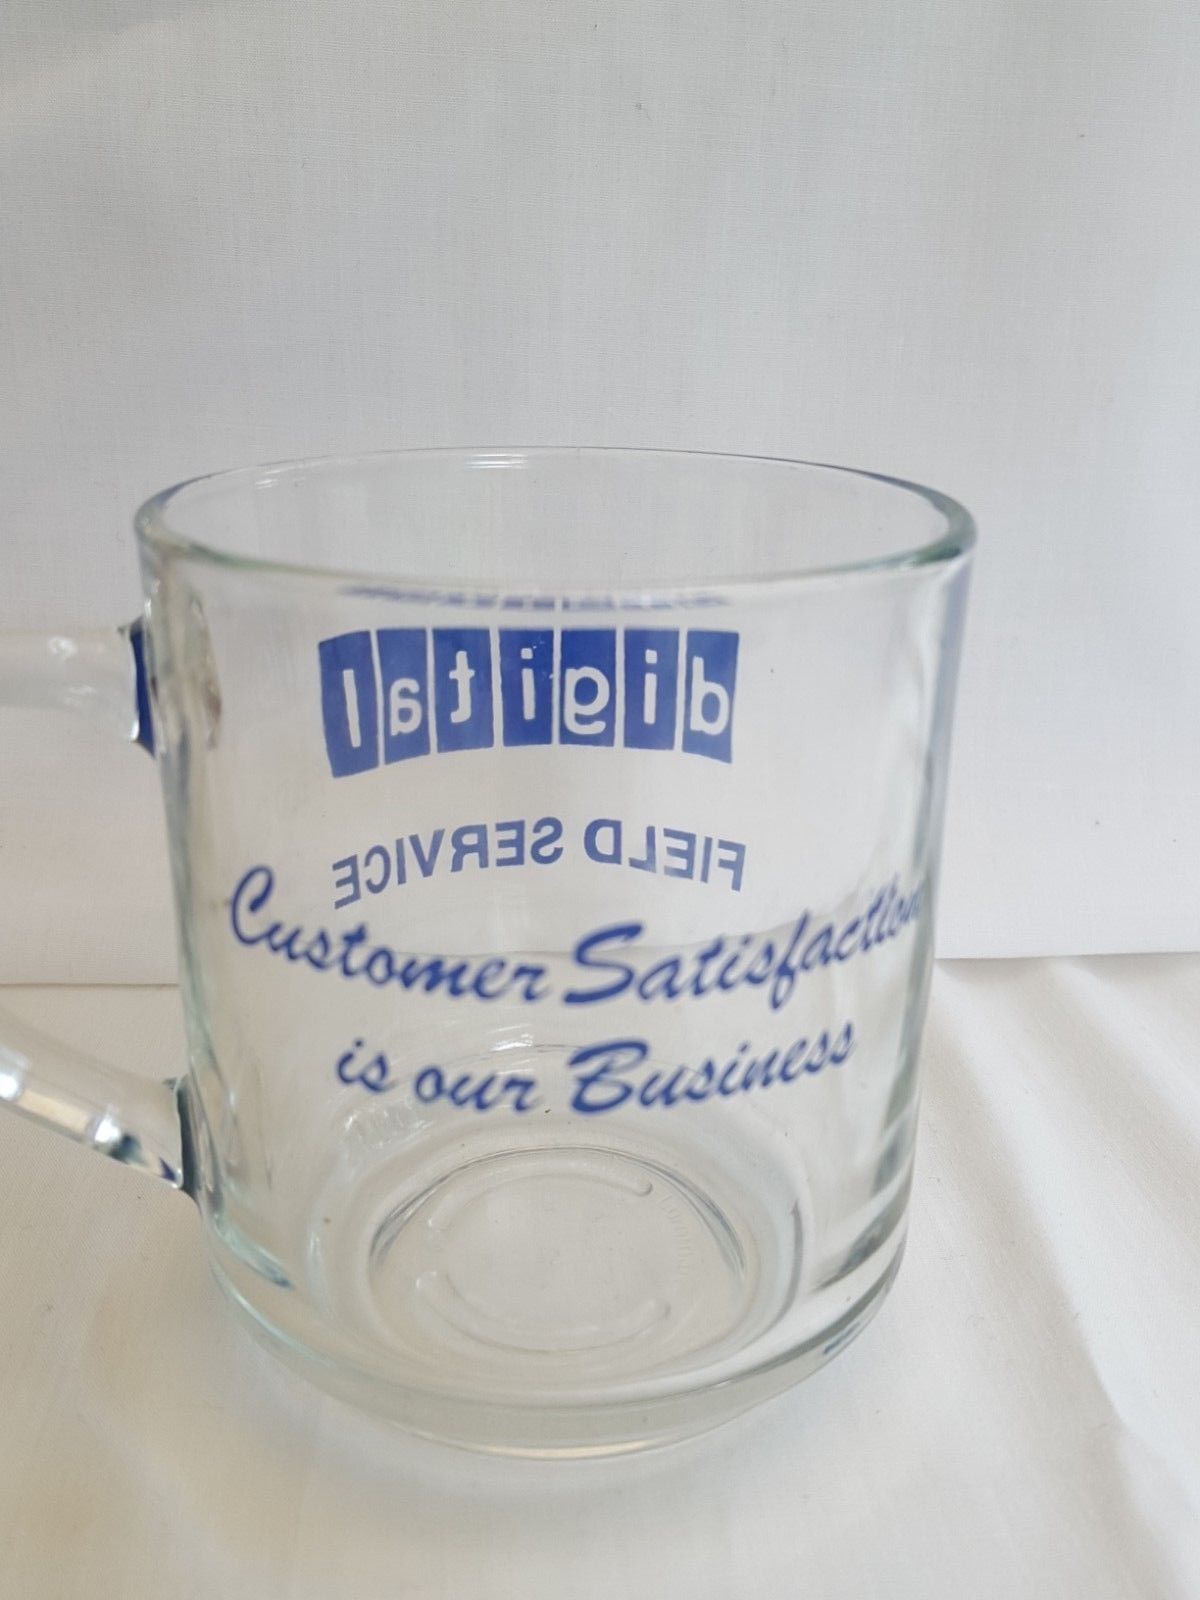 digital
FIELD SERVICE
Customer Satisfaction
is our Business